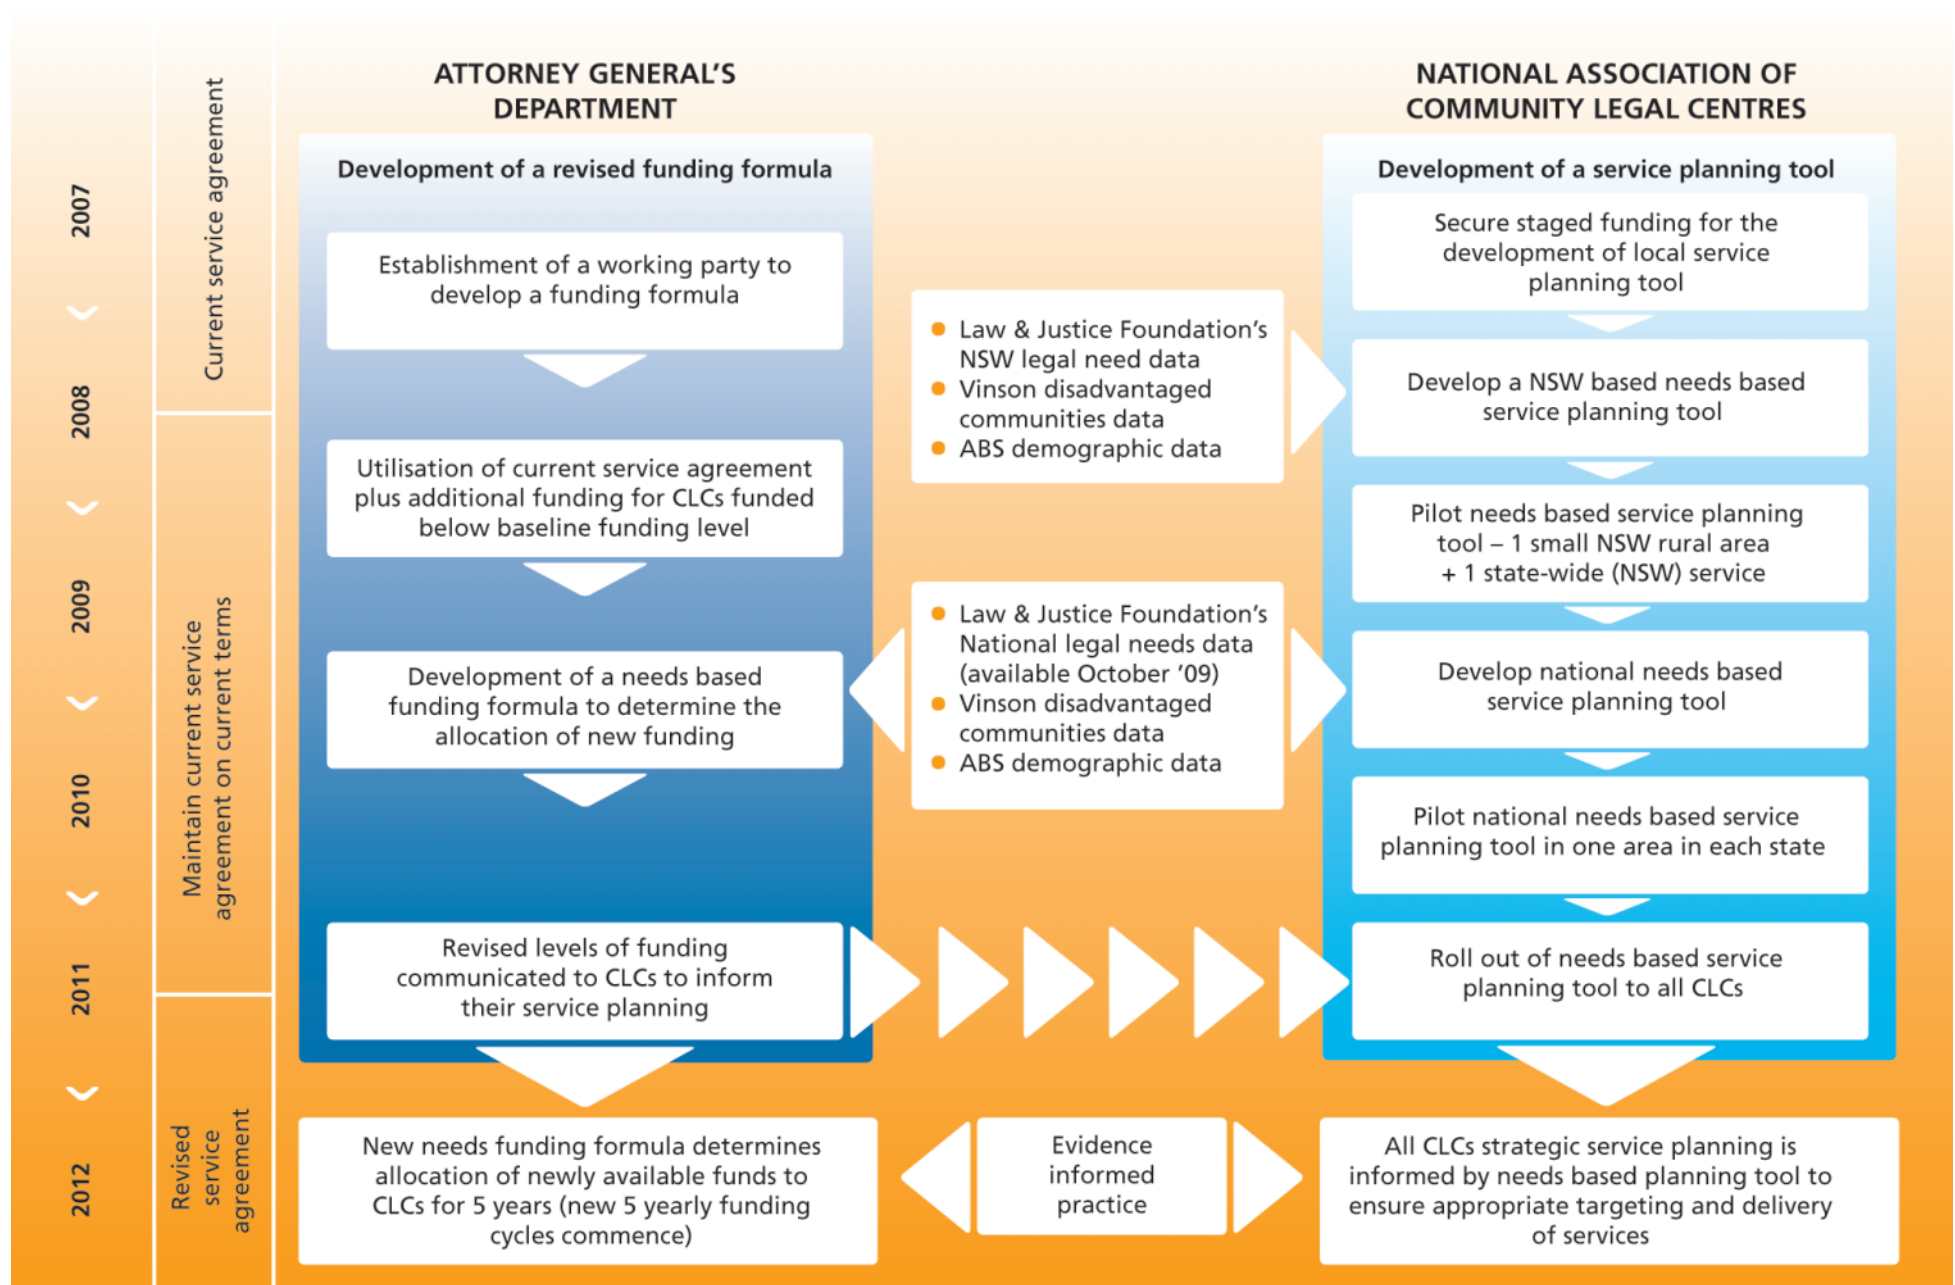 ATTORNEY GENERAL’S
DEPARTMENT
Development of a revised funding formula
Establishment of a working party to
develop a funding formula
Utilisation of current service agreement
plus additional funding for CLCs funded
below baseline funding level
Development of a needs based
funding formula to determine the
allocation of new funding
Revised levels of funding
communicated to CLCs to inform
their service planning
New needs funding formula determines
allocation of newly available funds to
CLCs for 5 years (new 5 yearly funding
cycles commence)
Law & Justice Foundation’s
NSW legal need data
Vinson disadvantaged
communities data
ABS demographic data
Law & Justice Foundation’s
National legal needs data
(available October ’09)
Vinson disadvantaged
communities data
ABS demographic data
Evidence
informed
practice
NATIONAL ASSOCIATION OF
COMMUNITY LEGAL CENTRES
Development of a service planning tool
Secure staged funding for the
development of local service
planning tool
Develop a NSW based needs based
service planning tool
Pilot needs based service planning
tool – 1 small NSW rural area
+ 1 state-wide (NSW) service
Develop national needs based
service planning tool
Pilot national needs based service
planning tool in one area in each state
Roll out of needs based service
planning tool to all CLCs
All CLCs strategic service planning is
informed by needs based planning tool to
ensure appropriate targeting and delivery
of services
2007
2008
2009
2010
2011
2012
Current service agreement
Maintain current service
agreement on current terms
Revised
service
agreement